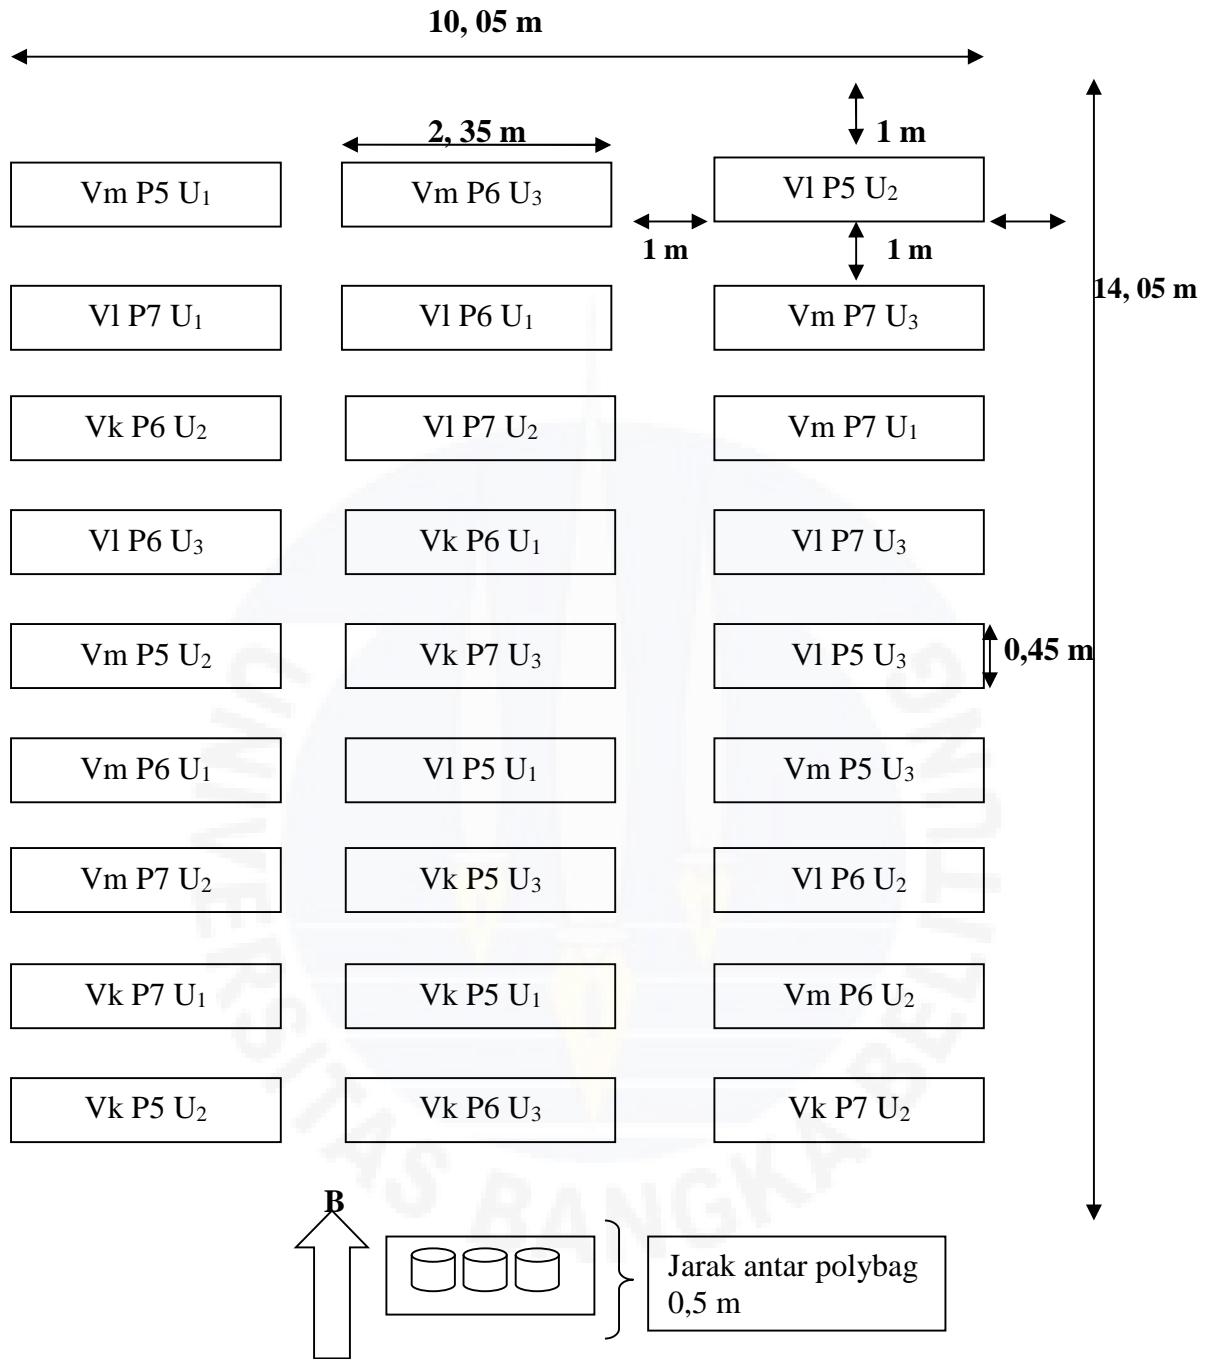 10, 05 m
2, 35 m
1 m
Vm P5 U1
Vm P6 U3
Vl P5 U2
1 m
1 m
14, 05 m
Vl P7 U1
Vl P6 U1
Vm P7 U3
Vk P6 U2
Vl P7 U2
Vm P7 U1
Vl P6 U3
Vk P6 U1
Vl P7 U3
Vm P5 U2
Vk P7 U3
Vl P5 U3
0,45 m
Vm P6 U1
Vl P5 U1
Vm P5 U3
Vm P7 U2
Vk P5 U3
Vl P6 U2
Vk P7 U1
Vk P5 U1
Vm P6 U2
Vk P5 U2
Vk P6 U3
Vk P7 U2
B
Jarak antar polybag
0,5 m
UNIVERSITAS BANGKA BELITUNG